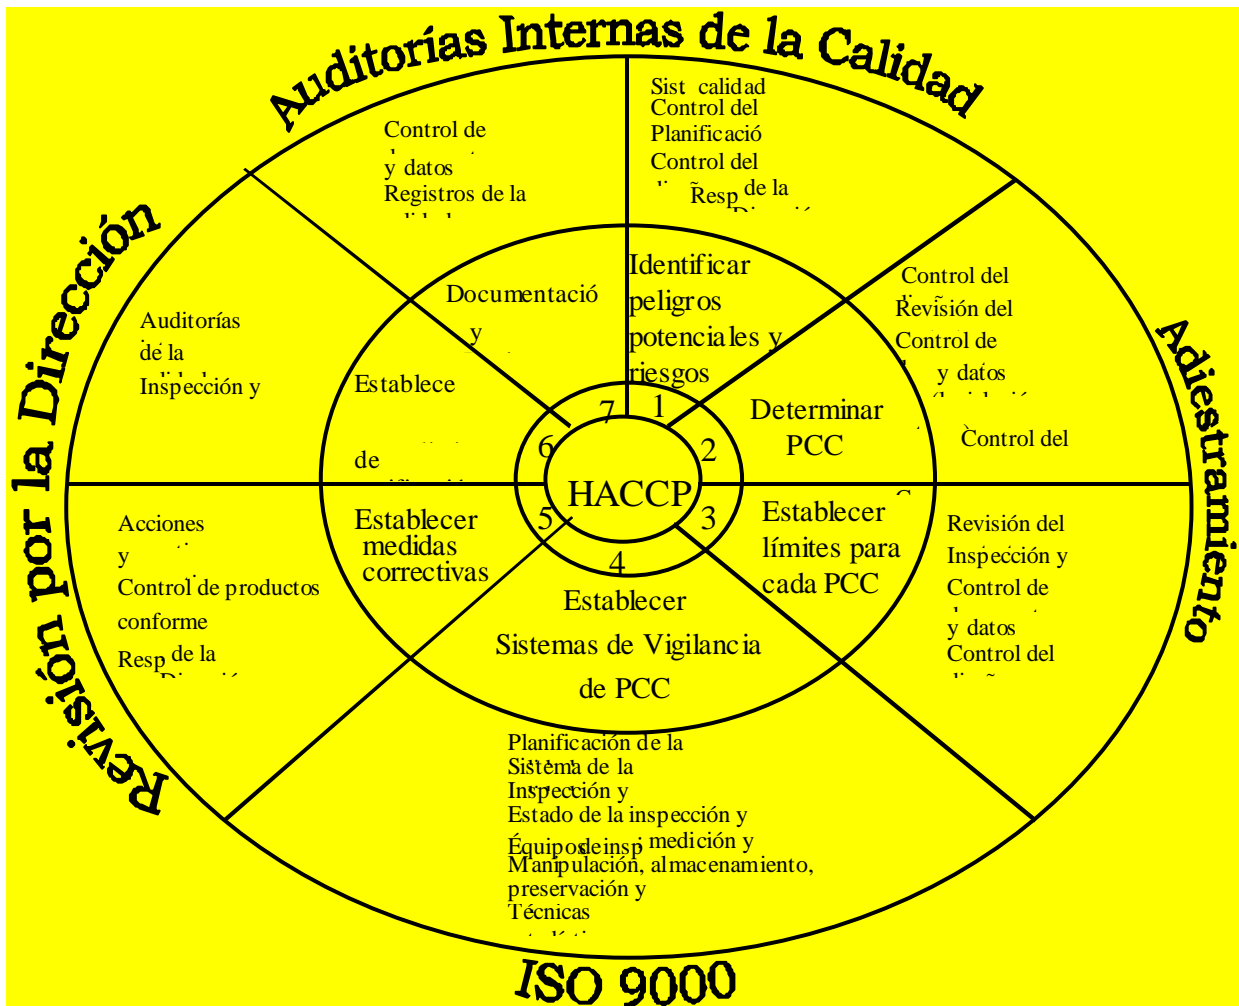 Auditorías Internas de la Calidad
Revisión por la Dirección
Adiestramiento
ISO 9000
HACCP
1
2
3
4
5
6
7
Identificar
peligros
potenciales y
riesgos
Determinar
PCC
Establecer
límites para
cada PCC
Establecer
Sistemas de Vigilancia
de PCC
Establecer
medidas
correctivas
Establece
de
Documentació
y
Sist calidad
Control del
Planificació
Control del
Resp de la
Control del
Revisión del
Control de
y datos
Control del
Revisión del
Inspección y
Control de
y datos
Control del
Planificación de la
Sistema de la
Inspección y
Estado de la inspección y
Équipos de insp medición y
Manipulación, almacenamiento,
preservación y
Técnicas
Acciones
y
Control de productos
conforme
Resp. de la
Auditorías
de la
Inspección y
Control de
y datos
Registros de la